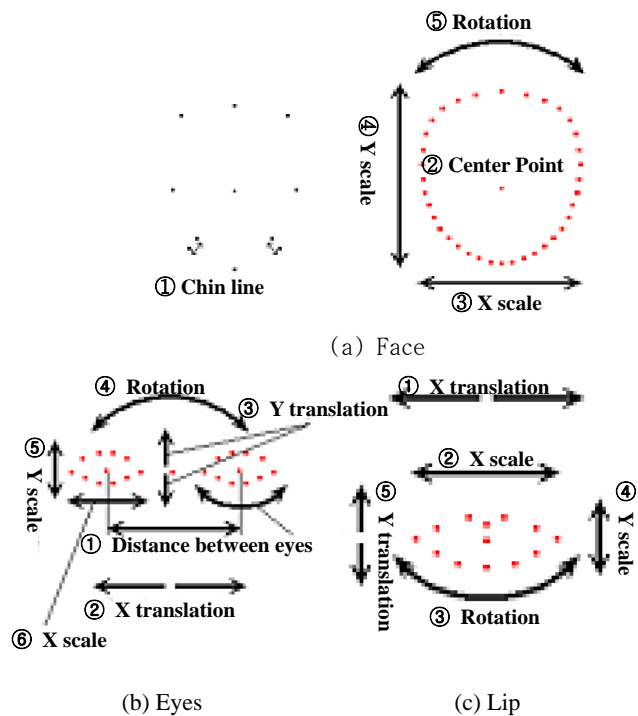 ⑤ Rotation
④ Y scale
② Center Point
① Chin line
③ X scale
(a) Face
④ Rotation
③ Y translation
⑤ Y scale
① Distance between eyes
② X translation
⑥ X scale
(b) Eyes
① X translation
② X scale
⑤ Y translation
④ Y scale
③ Rotation
(c) Lip